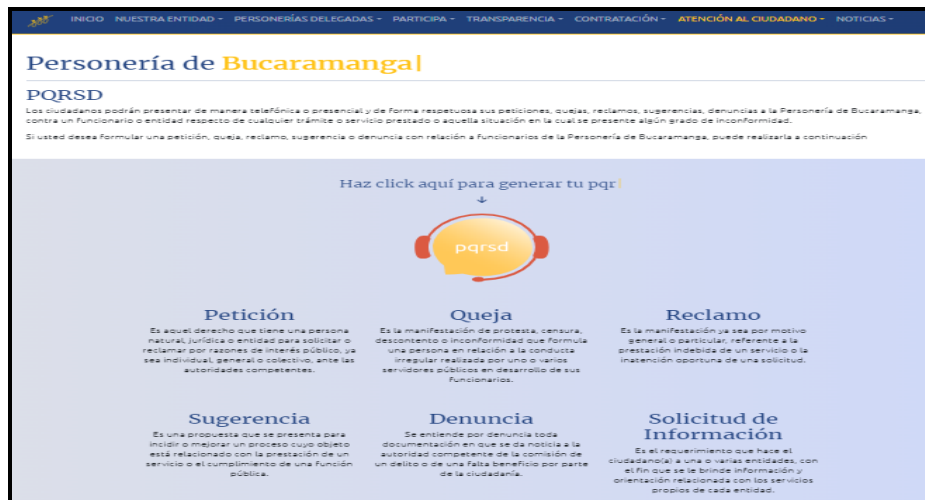 INICIO NUESTRA ENTIDAD PERSONERÍAS DELEGADAS PARTICIPA TRANSPARENCIA CONTRATACIÓN ATENCIÓN AL CIUDADANO NOTICIAS
Personería de Bucaramanga
PQRSD
Los ciudadanos podrán presentar de manera telefónica o presencial y de forma respetuosa sus peticiones, quejas, reclamos, sugerencias, denuncias a la Personería de Bucaramanga,
contra un funcionario o entidad respecto de cualquier trámite o servicio prestado o aquella situación en la cual se presente algún grado de inconformidad.
Si usted desea formular una petición, queja, reclamo, sugerencia o denuncia con relación a funcionarios de la Personería de Bucaramanga, puede realizarla a continuación
Haz click aquí para generar tu pqr
pqrsd
Petición
Es aquel derecho que tiene una persona
natural, jurídica o entidad para solicitar o
reclamar por razones de interés público, ya
sea individual, general o colectivo, ante las
autoridades competentes.
Queja
Es la manifestación de protesta, censura,
descontento o inconformidad que formula
una persona en relación a la conducta
irregular realizada por uno o varios
servidores públicos en desarrollo de sus
funcionarios.
Reclamo
Es la manifestación ya sea por motivo
general o particular, referente a la
prestación indebida de un servicio o la
inatención oportuna de una solicitud.
Sugerencia
Es una propuesta que se presenta para
incidir o mejorar un proceso cuyo objeto
está relacionado con la prestación de un
servicio o el cumplimiento de una función
pública.
Denuncia
Se entiende por denuncia toda
documentación en que se da noticia a la
autoridad competente de la comisión de
un delito o de una falta beneficio por parte
de la ciudadanía.
Solicitud de
Información
Es el requerimiento que hace el
ciudadano(a) a una o varias entidades, con
el fin que se le brinde información y
orientación relacionada con los servicios
propios de cada entidad.